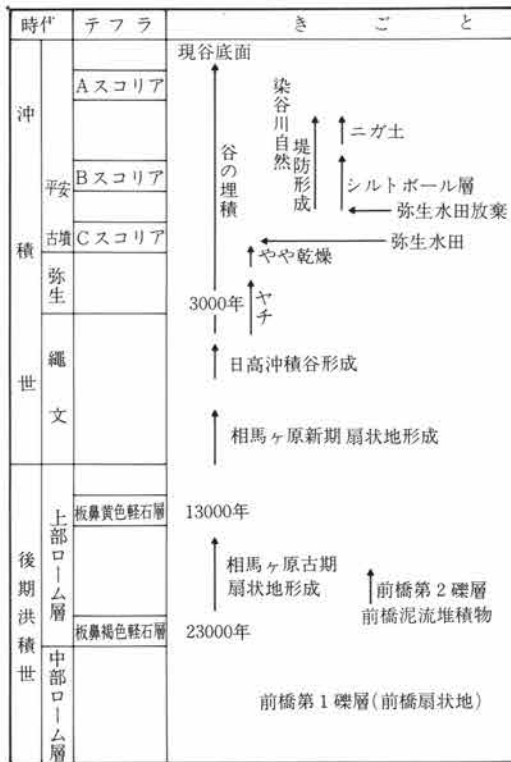 時代
テフラ
きごと
現谷底面
沖積世
Aスコリア
染谷川自然
堤防形成
ニガ土
谷の埋積
平安
Bスコリア
シルトボール層
弥生水田放棄
古墳
Cスコリア
弥生水田
やや乾燥
弥生
3000年
ヤチ
縄文
日高沖積谷形成
相馬ヶ原新期扇状地形成
後期洪積世
上部ローム層
板鼻黄色軽石層
13000年
相馬ヶ原古期
扇状地形成
前橋第2礫層
前橋泥流堆積物
板鼻褐色軽石層
23000年
中部ローム層
前橋第1礫層(前橋扇状地)